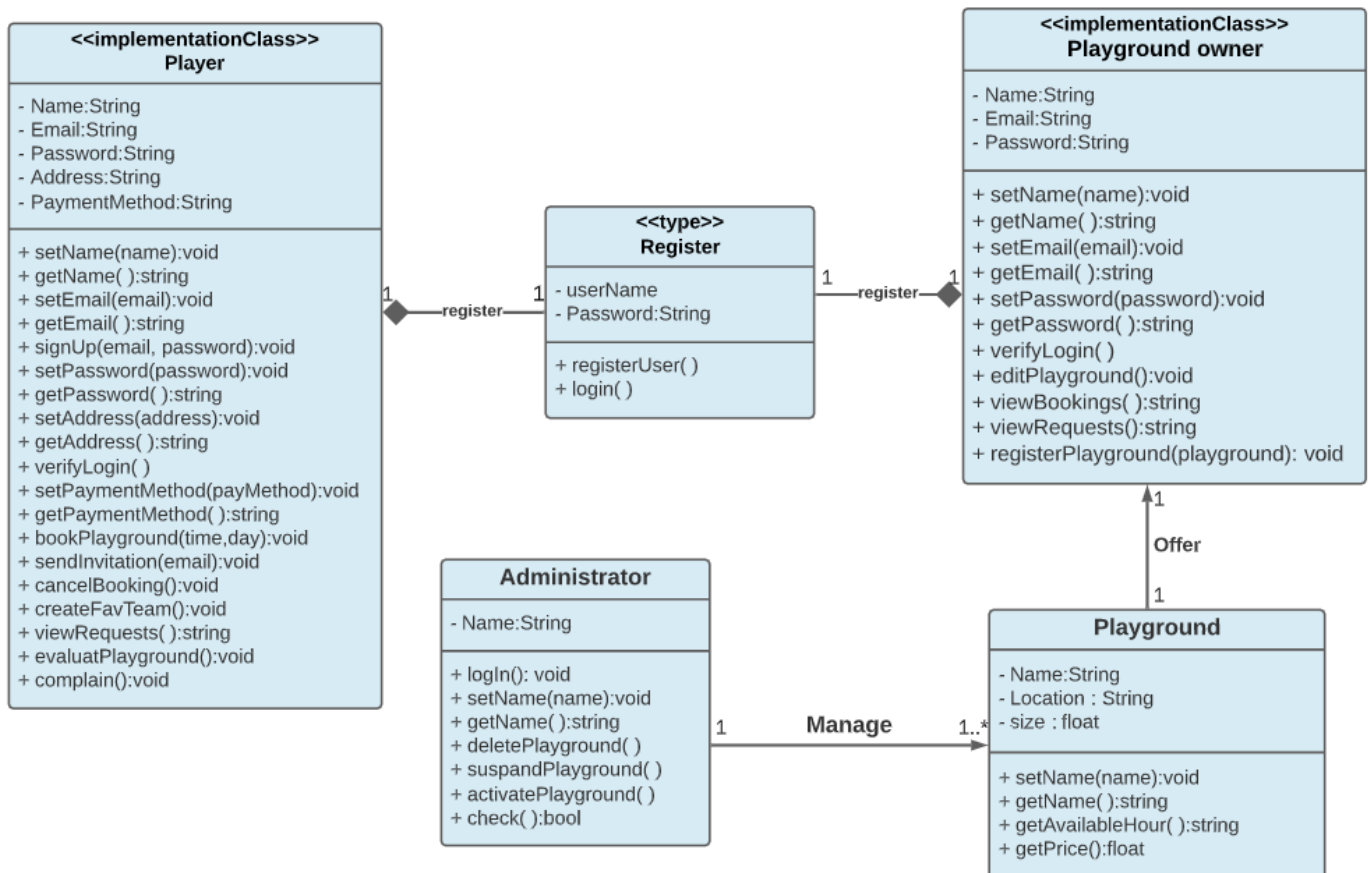 <<implementationClass>>
Player
- Name:String
- Email:String
- Password:String
- Address:String
- PaymentMethod:String
+ setName(name):void
+ getName( ):string
+ setEmail(email):void
+ getEmail( ):string
+ signUp(email, password):void
+ setPassword(password):void
+ getPassword( ):string
+ setAddress(address):void
+ getAddress( ):string
+ verifyLogin( )
+ setPaymentMethod(payMethod):void
+ getPaymentMethod( ):string
+ bookPlayground(time,day):void
+ sendInvitation(email):void
+ cancelBooking():void
+ createFavTeam():void
+ viewRequests( ):string
+ evaluatPlayground():void
+ complain():void
1
register
1
<<type>>
Register
- userName
- Password:String
+ registerUser( )
+ login( )
1
register
1
<<implementationClass>>
Playground owner
- Name:String
- Email:String
- Password:String
+ setName(name):void
+ getName( ):string
+ setEmail(email):void
+ getEmail( ):string
+ setPassword(password):void
+ getPassword( ):string
+ verifyLogin( )
+ editPlayground():void
+ viewBookings( ):string
+ viewRequests():string
+ registerPlayground(playground): void
1
Offer
1
Administrator
- Name:String
+ logIn(): void
+ setName(name):void
+ getName( ):string
+ deletePlayground( )
+ suspandPlayground( )
+ activatePlayground( )
+ check( ):bool
1
Manage
1..*
Playground
- Name:String
- Location : String
- size : float
+ setName(name):void
+ getName( ):string
+ getAvailableHour( ):string
+ getPrice():float